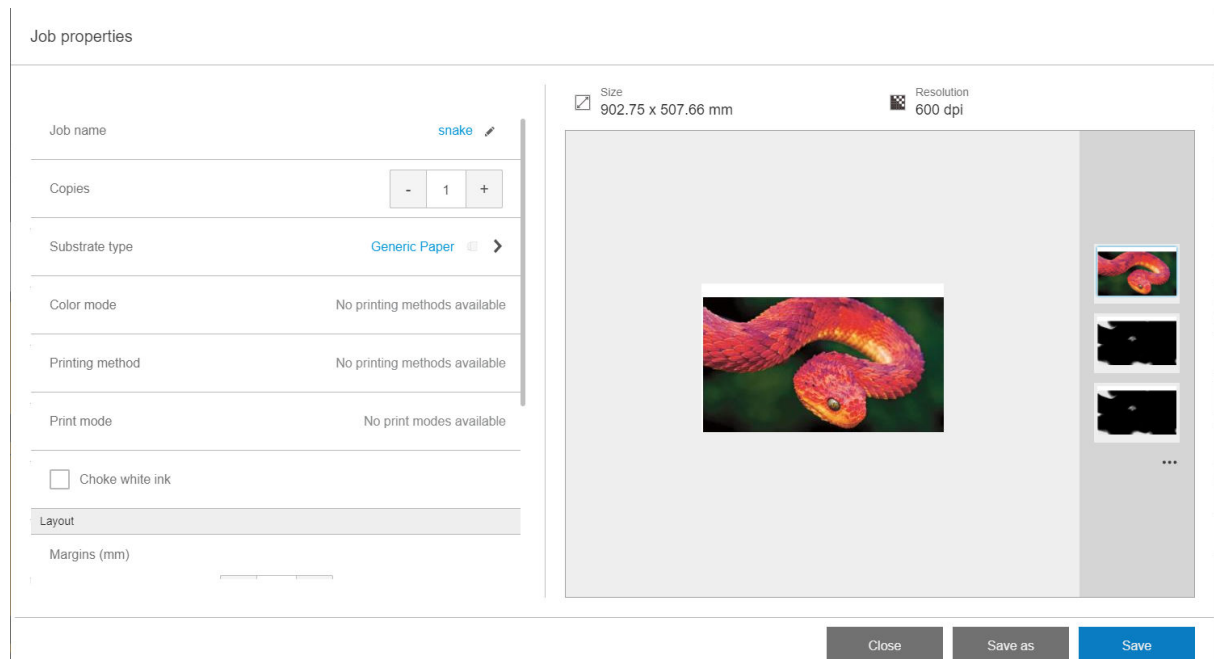 Job properties
Size
902.75 x 507.66 mm
Resolution
600 dpi
Job name
snake
Copies
- 1 +
Substrate type
Generic Paper
Color mode
No printing methods available
Printing method
No printing methods available
Print mode
No print modes available
Choke white ink
Layout
Margins (mm)
...
Close
Save as
Save